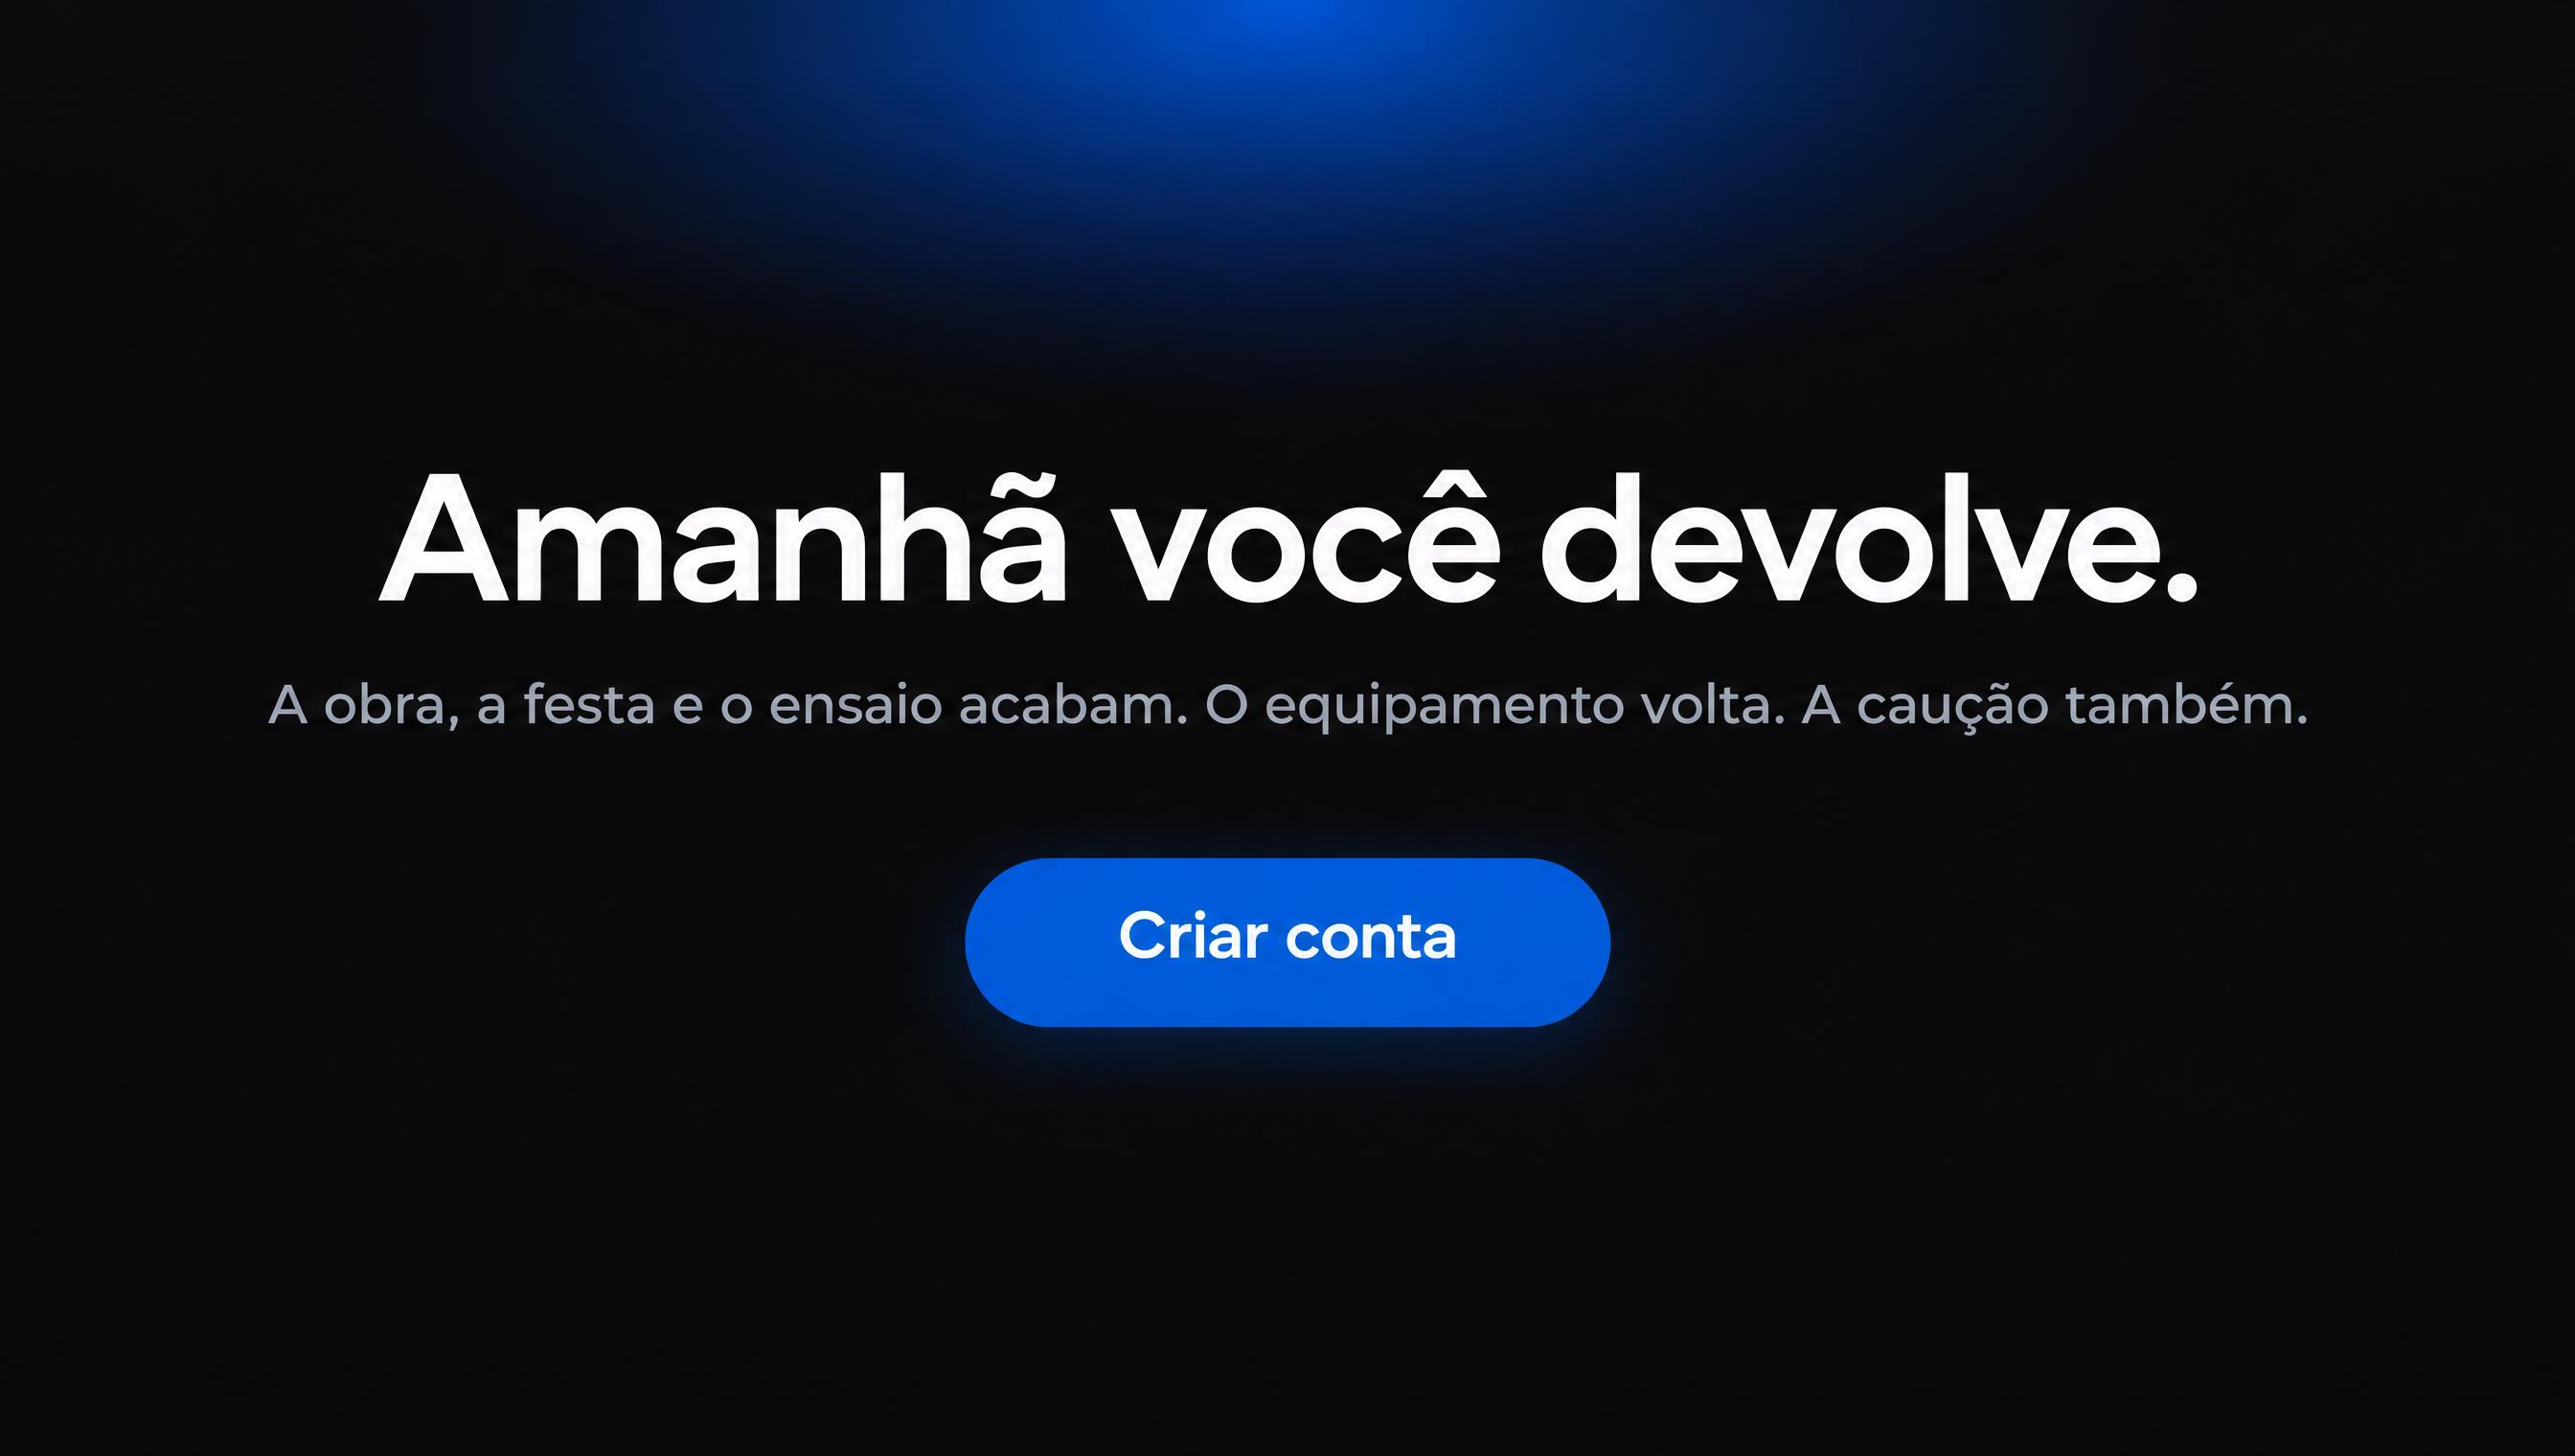 Amanhã você devolve.
A obra, a festa e o ensaio acabam. O equipamento volta. A caução também.
Criar conta